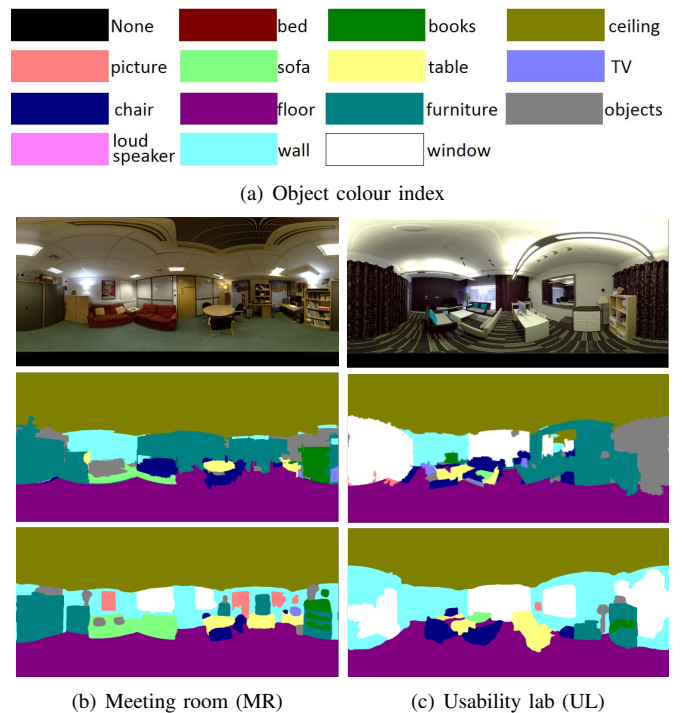 None bed books ceiling
picture sofa table TV
chair floor furniture objects
loud
speaker wall window
(a) Object colour index
(b) Meeting room (MR) (c) Usability lab (UL)